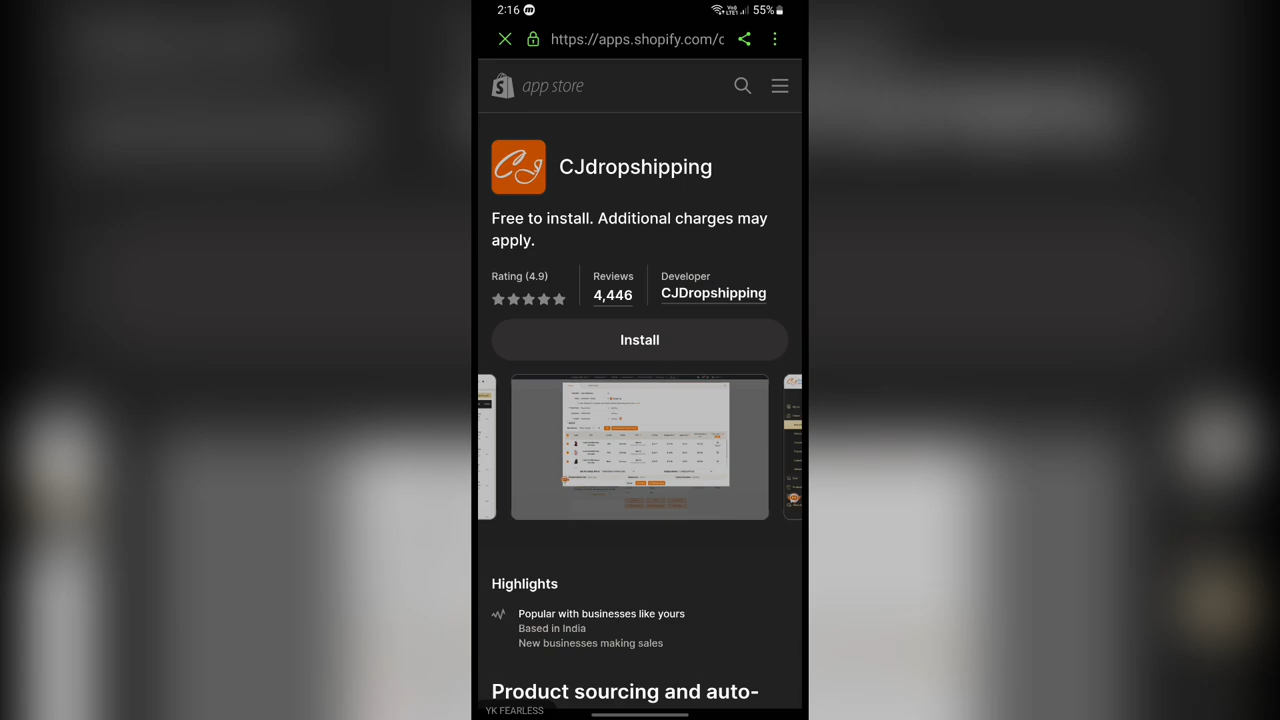 2:16
55%
https://apps.shopify.com/c
app store
CJdropshipping
Free to install. Additional charges may
apply.
Rating (4.9)
Reviews
4,446
Developer
CJDropshipping
Install
Highlights
Popular with businesses like yours
Based in India
New businesses making sales
Product sourcing and auto-
YK FEARLESS